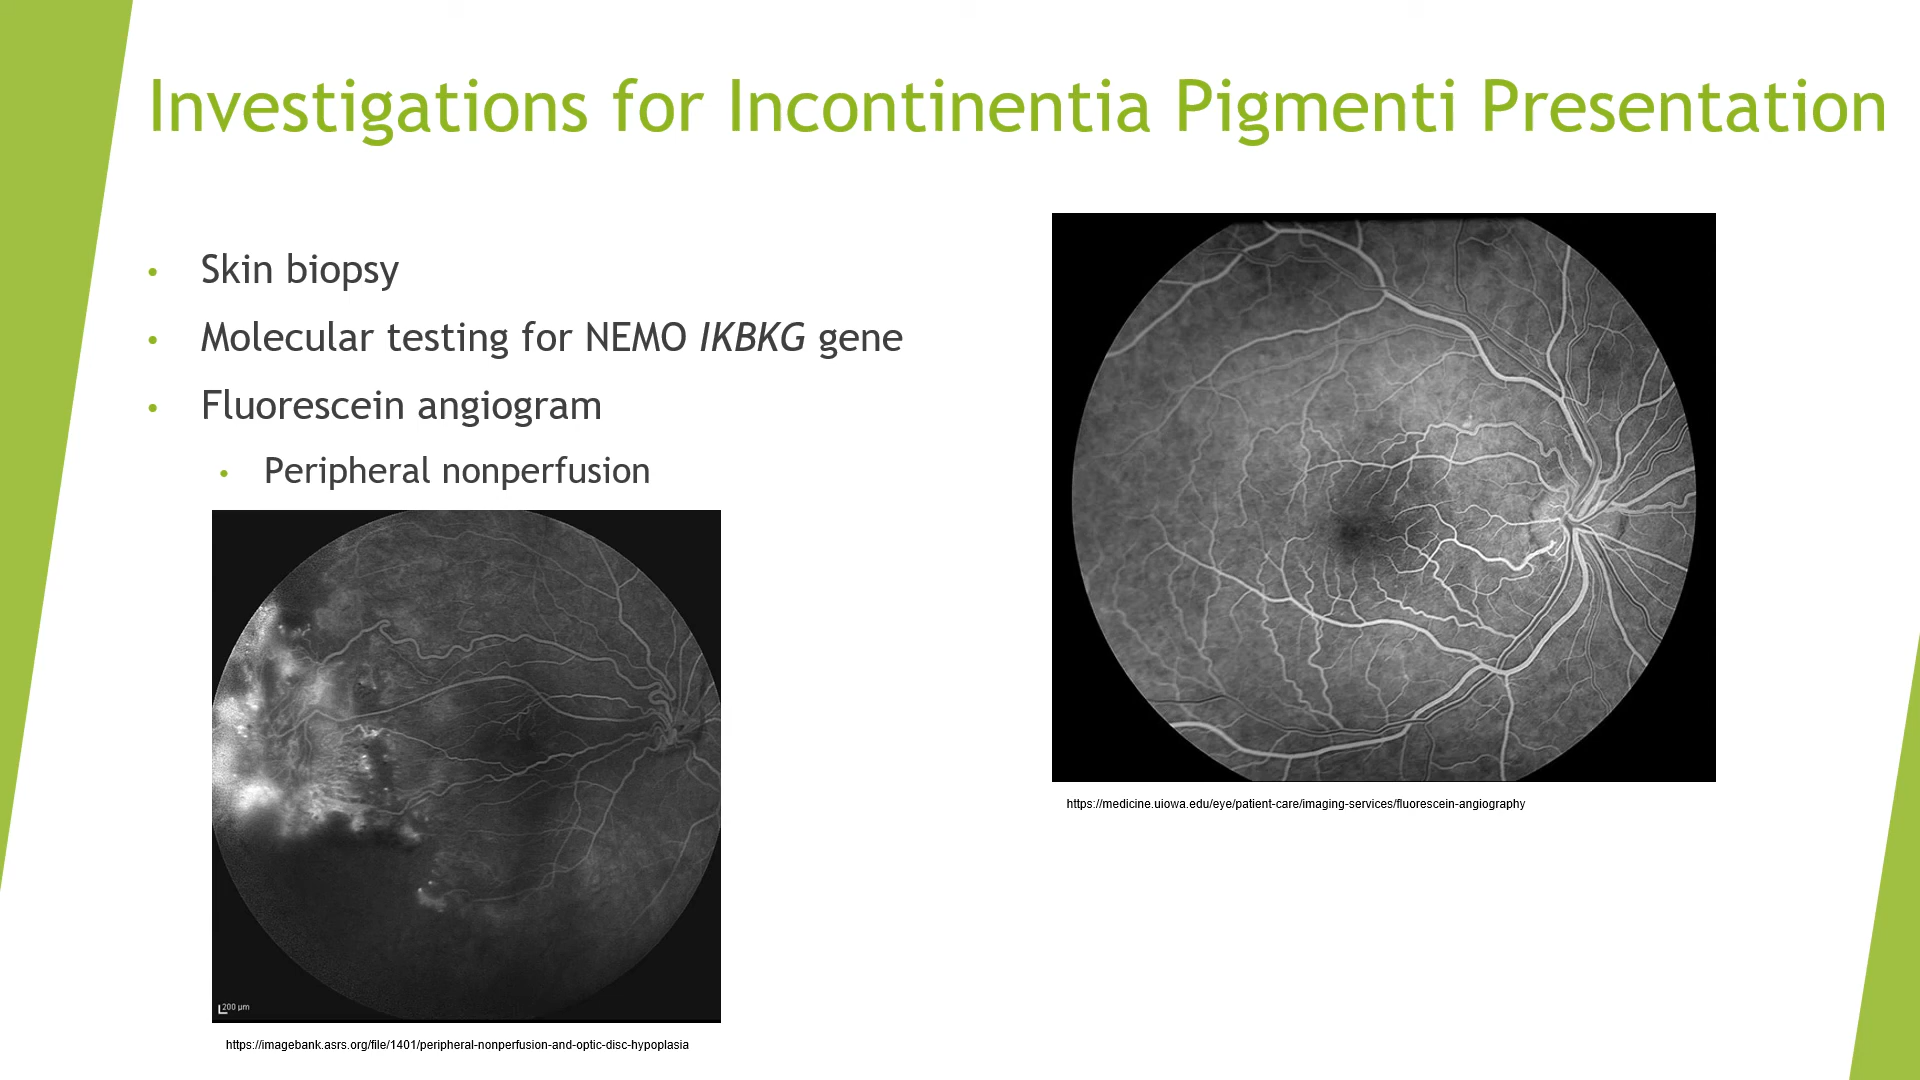 Investigations for Incontinentia Pigmenti Presentation
• Skin biopsy
• Molecular testing for NEMO IKBKG gene
• Fluorescein angiogram
• Peripheral nonperfusion
200 µm
https://imagebank.asrs.org/file/1401/peripheral-nonperfusion-and-optic-disc-hypoplasia
https://medicine.uiowa.edu/eye/patient-care/imaging-services/fluorescein-angiography